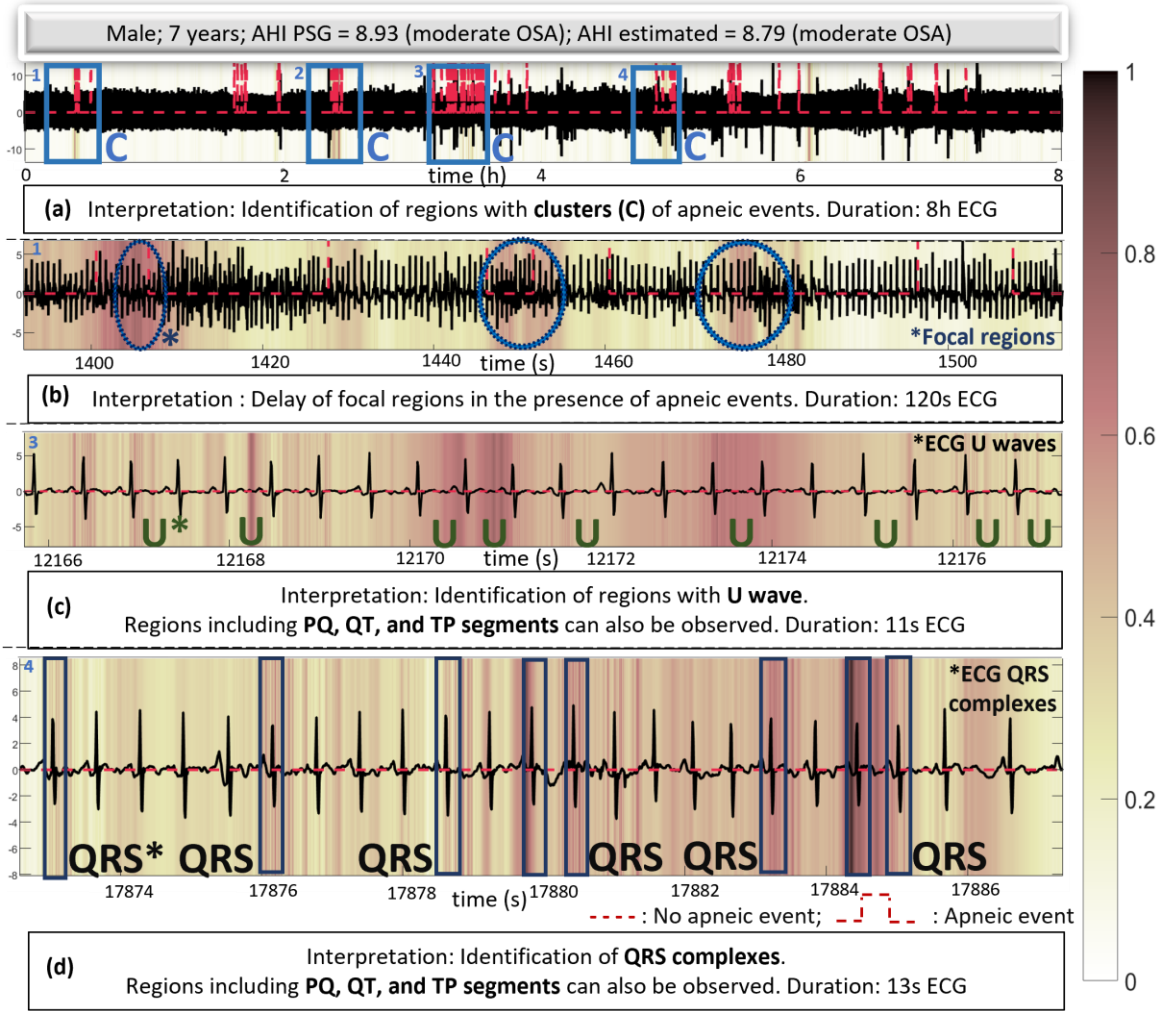 Male; 7 years; AHI PSG = 8.93 (moderate OSA); AHI estimated = 8.79 (moderate OSA)
1
10
0
-10
1 2 3 4
C C C C
0 2 4 6 8
time (h)
(a) Interpretation: Identification of regions with clusters (C) of apneic events. Duration: 8h ECG
1
5
0
-5
*
*Focal regions
1400 1420 1440 1460 1480 1500
time (s)
(b) Interpretation : Delay of focal regions in the presence of apneic events. Duration: 120s ECG
0.8
3
*ECG U waves
5
0
-5
U* U U U U U U U U
12166 12168 12170 12172 12174 12176
time (s)
0.6
(c) Interpretation: Identification of regions with U wave.
Regions including PQ, QT, and TP segments can also be observed. Duration: 11s ECG
0.4
4
*ECG QRS
complexes
8
6
4
2
0
-2
-4
-6
-8
QRS* QRS QRS QRS QRS QRS
17874 17876 17878 17880 17882 17884 17886
time (s)
0.2
: No apneic event; : Apneic event
(d) Interpretation: Identification of QRS complexes.
Regions including PQ, QT, and TP segments can also be observed. Duration: 13s ECG
0